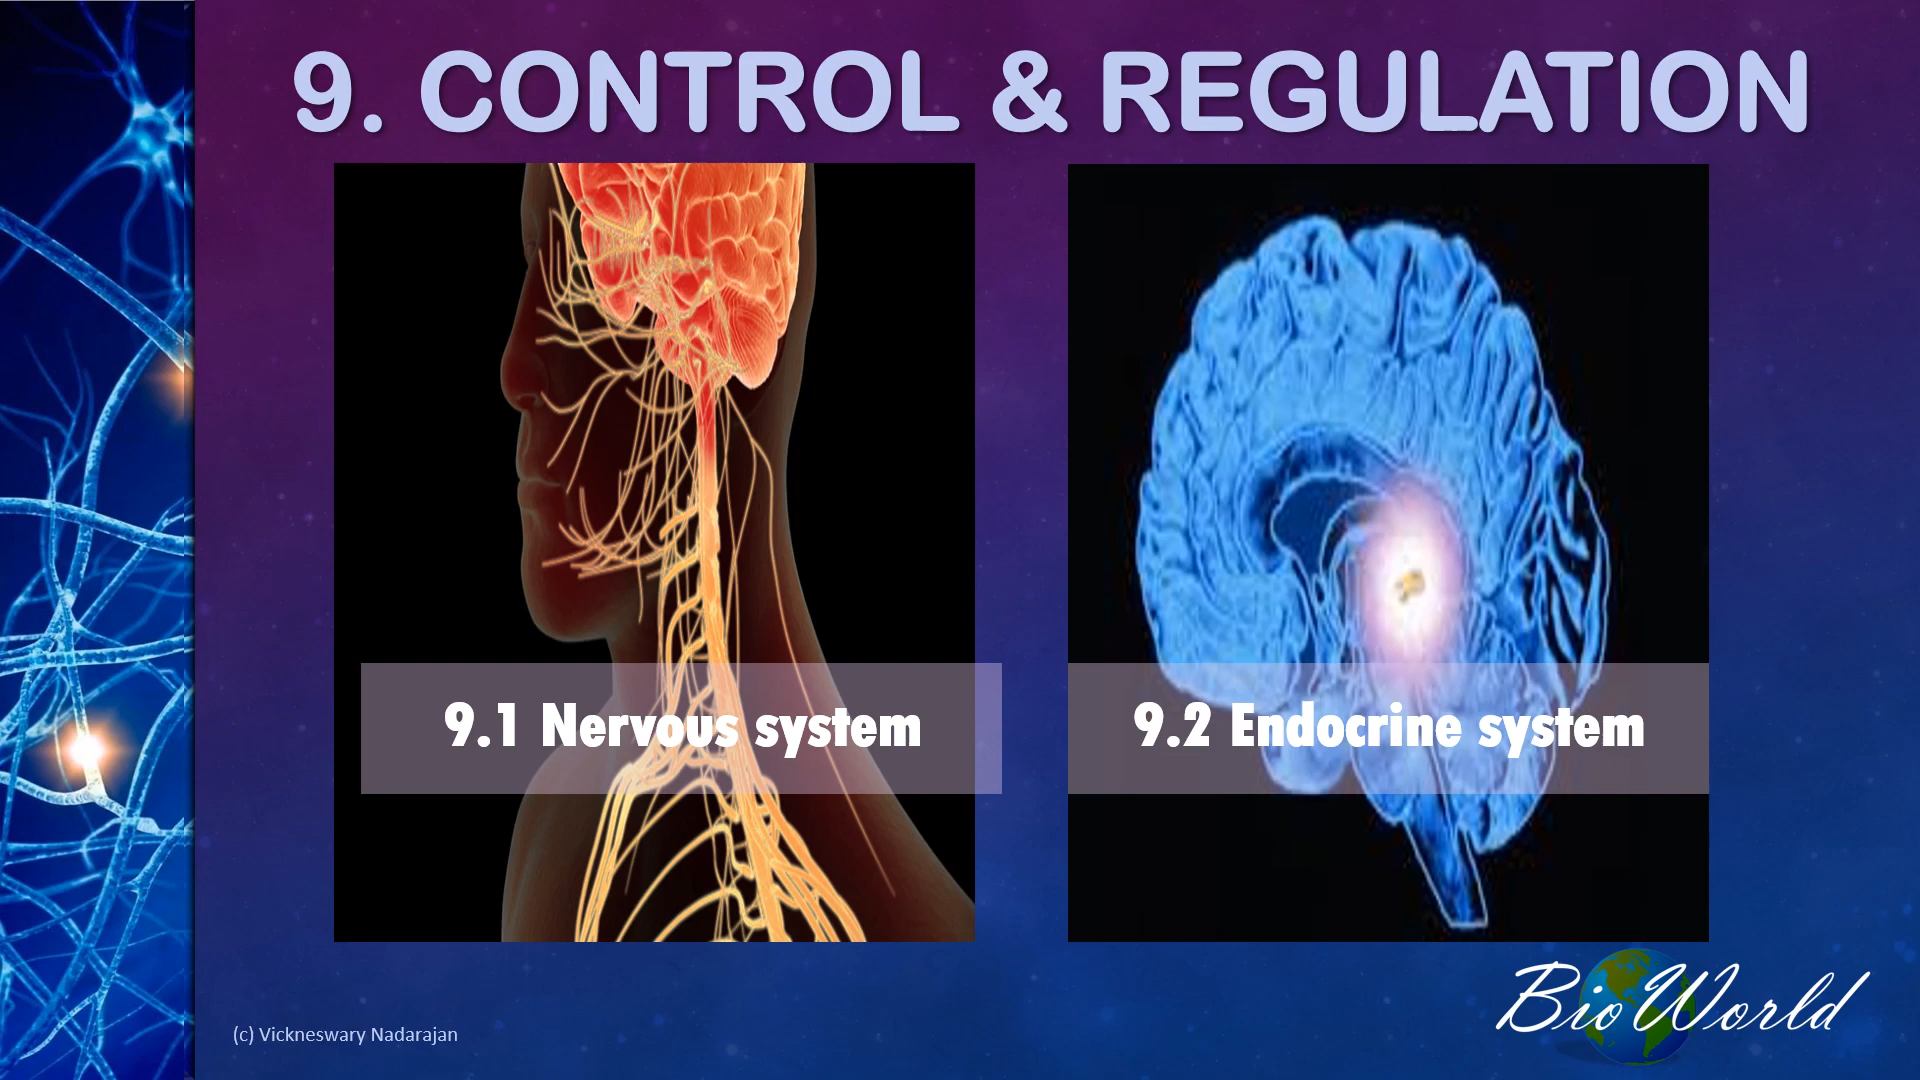 9. CONTROL & REGULATION
9.1 Nervous system
9.2 Endocrine system
(c) Vickneswary Nadarajan
BioWorld